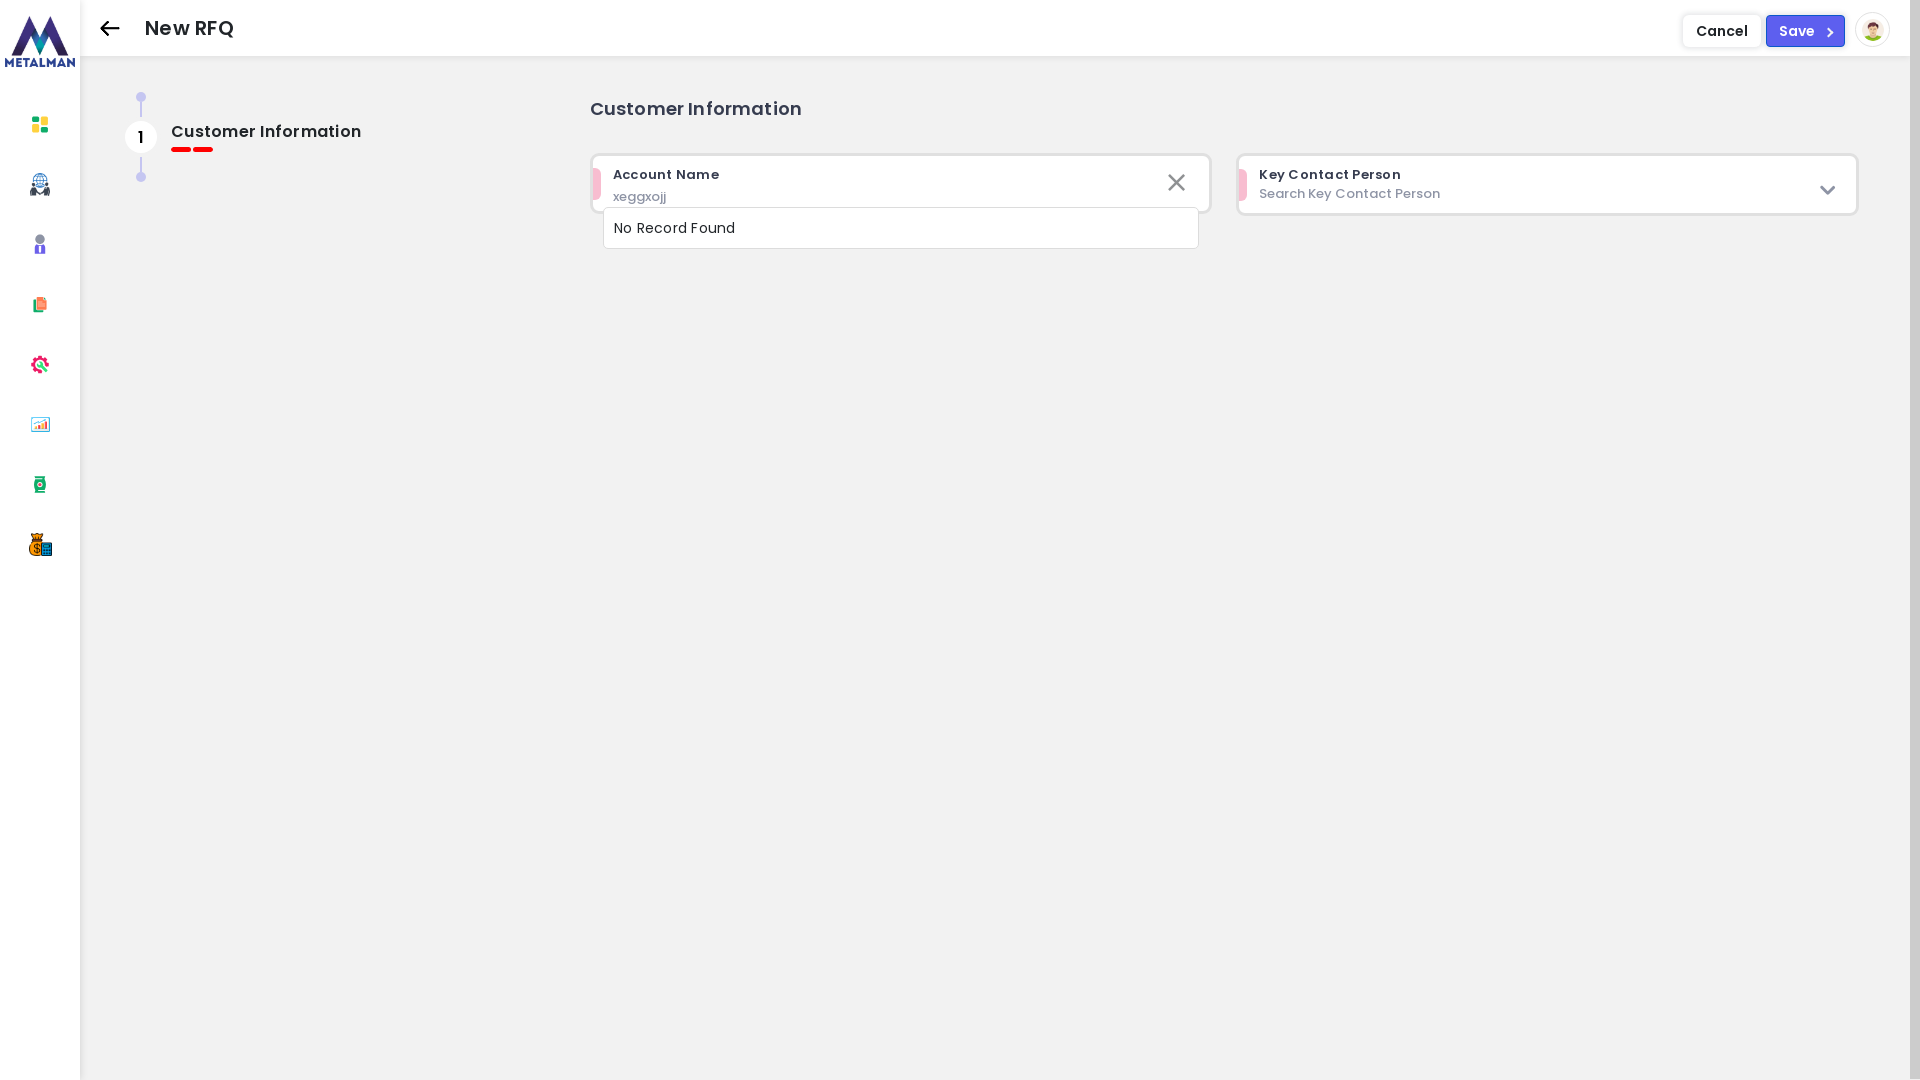 METALMAN
New RFQ
Cancel
Save
1
Customer Information
Customer Information
Account Name
xeggxojj
No Record Found
Key Contact Person
Search Key Contact Person